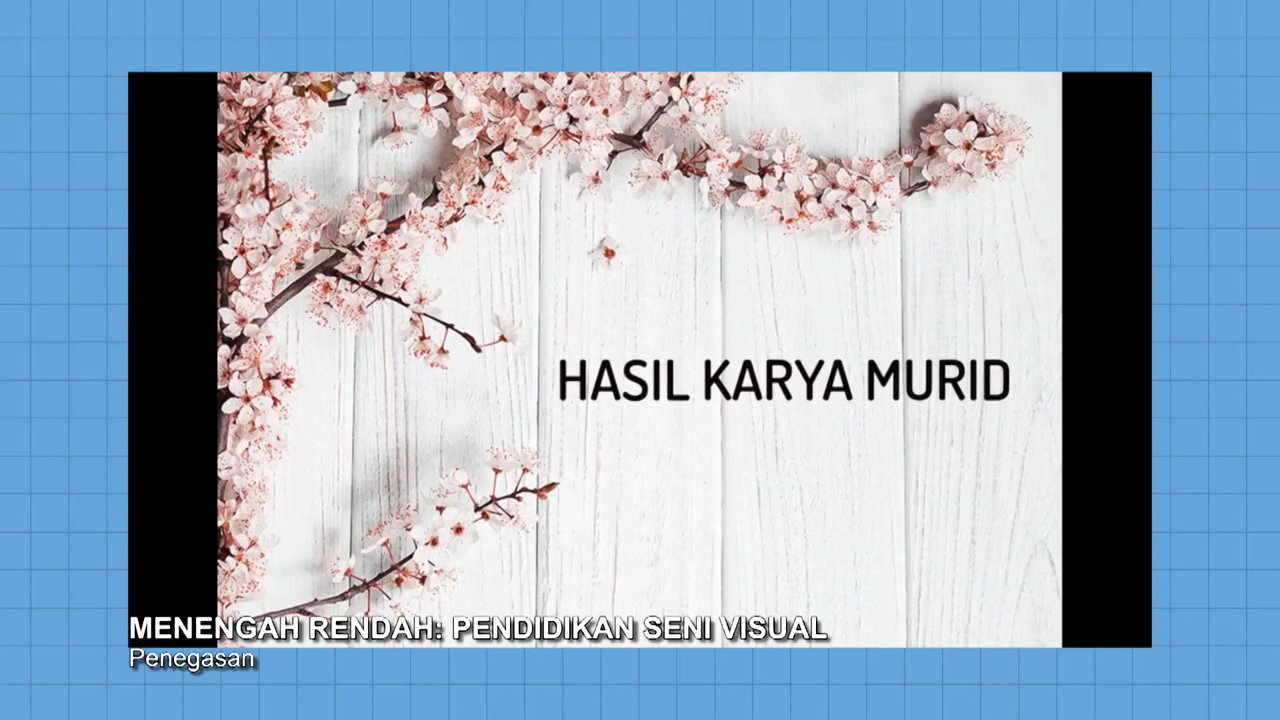 HASIL KARYA MURID
MENENGAH RENDAH: PENDIDIKAN SENI VISUAL
Penegasan